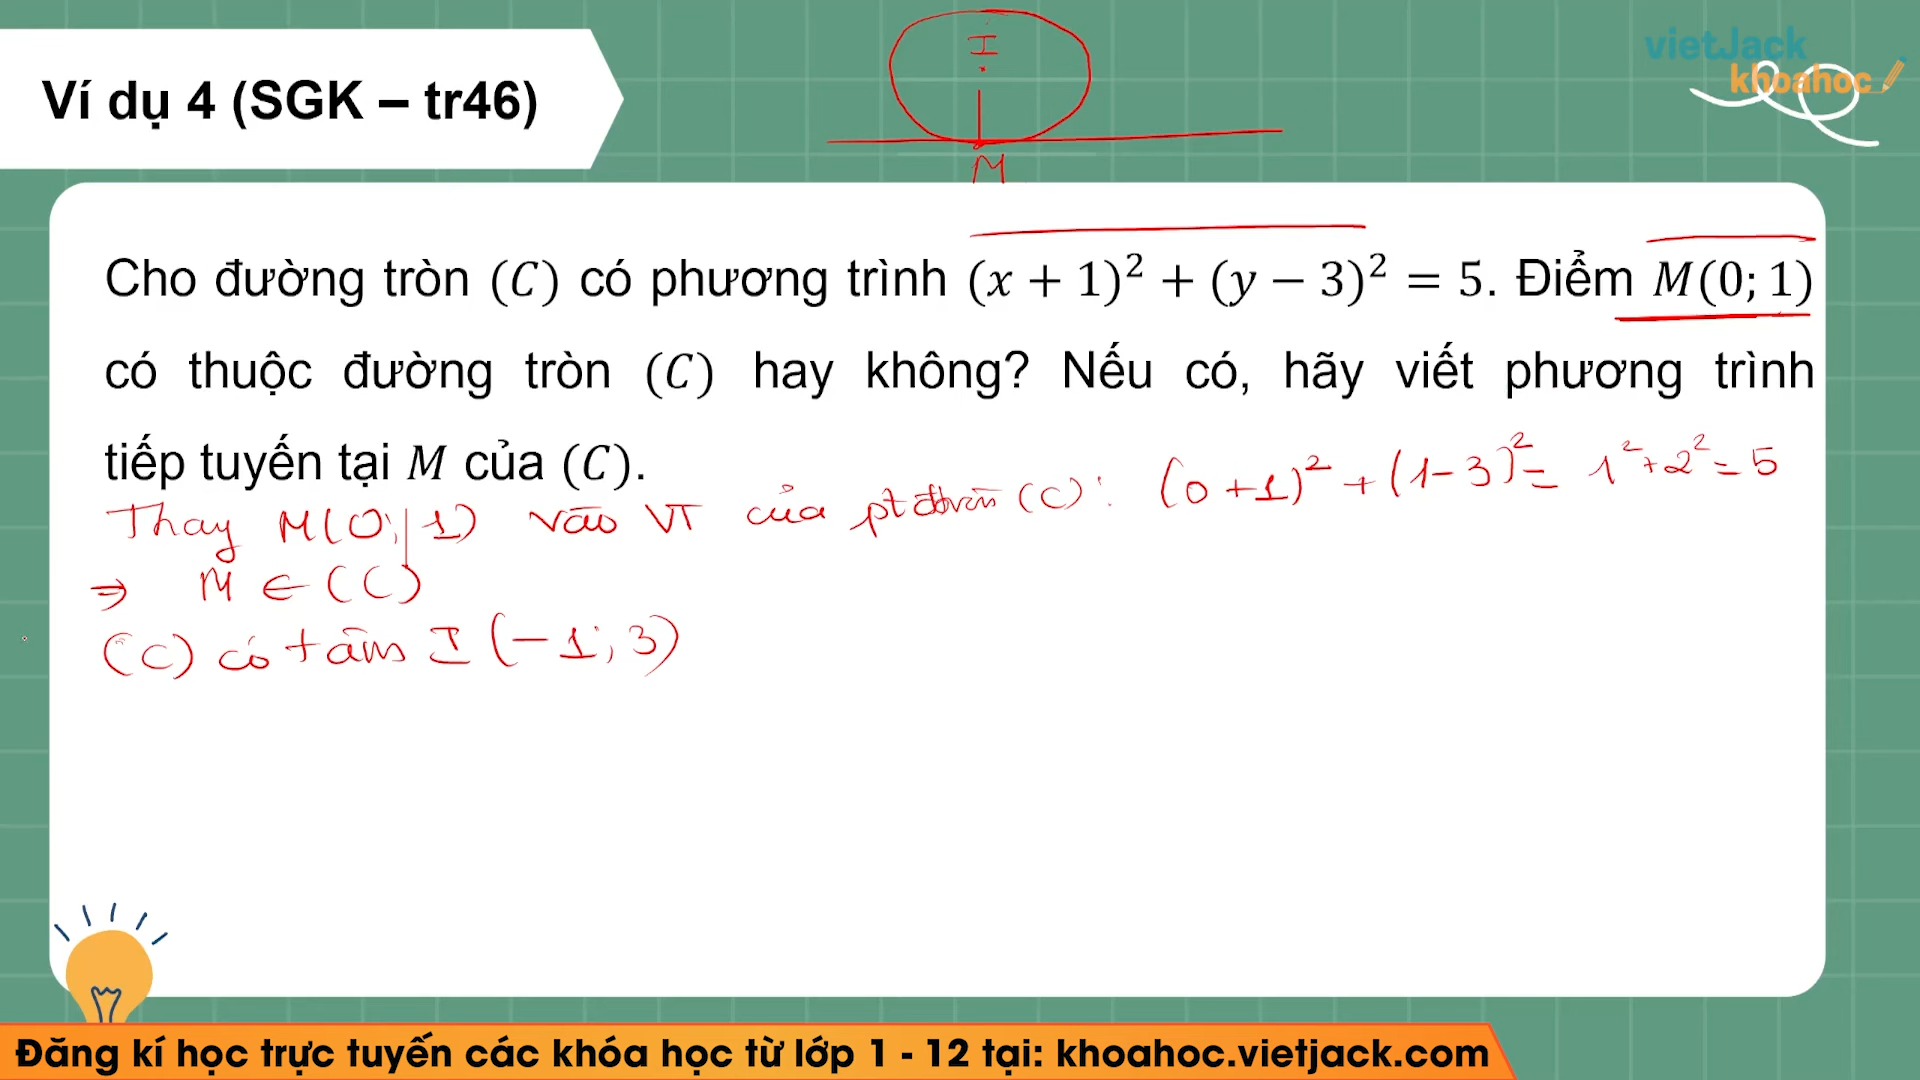 I
vietJack
khoahoc
Ví dụ 4 (SGK – tr46)
M
Cho đường tròn (C) có phương trình (x + 1)² + (y − 3)² = 5. Điểm M(0; 1)
có thuộc đường tròn (C) hay không? Nếu có, hãy viết phương trình
tiếp tuyến tại M của (C).
Thay M(0; 1) vào VT của pt đtròn (C): (0 + 1)² + (1 − 3)² = 1² + 2² = 5
⇒ M ∈ (C)
(C) có tâm I (−1; 3)
Đăng kí học trực tuyến các khóa học từ lớp 1 - 12 tại: khoahoc.vietjack.com